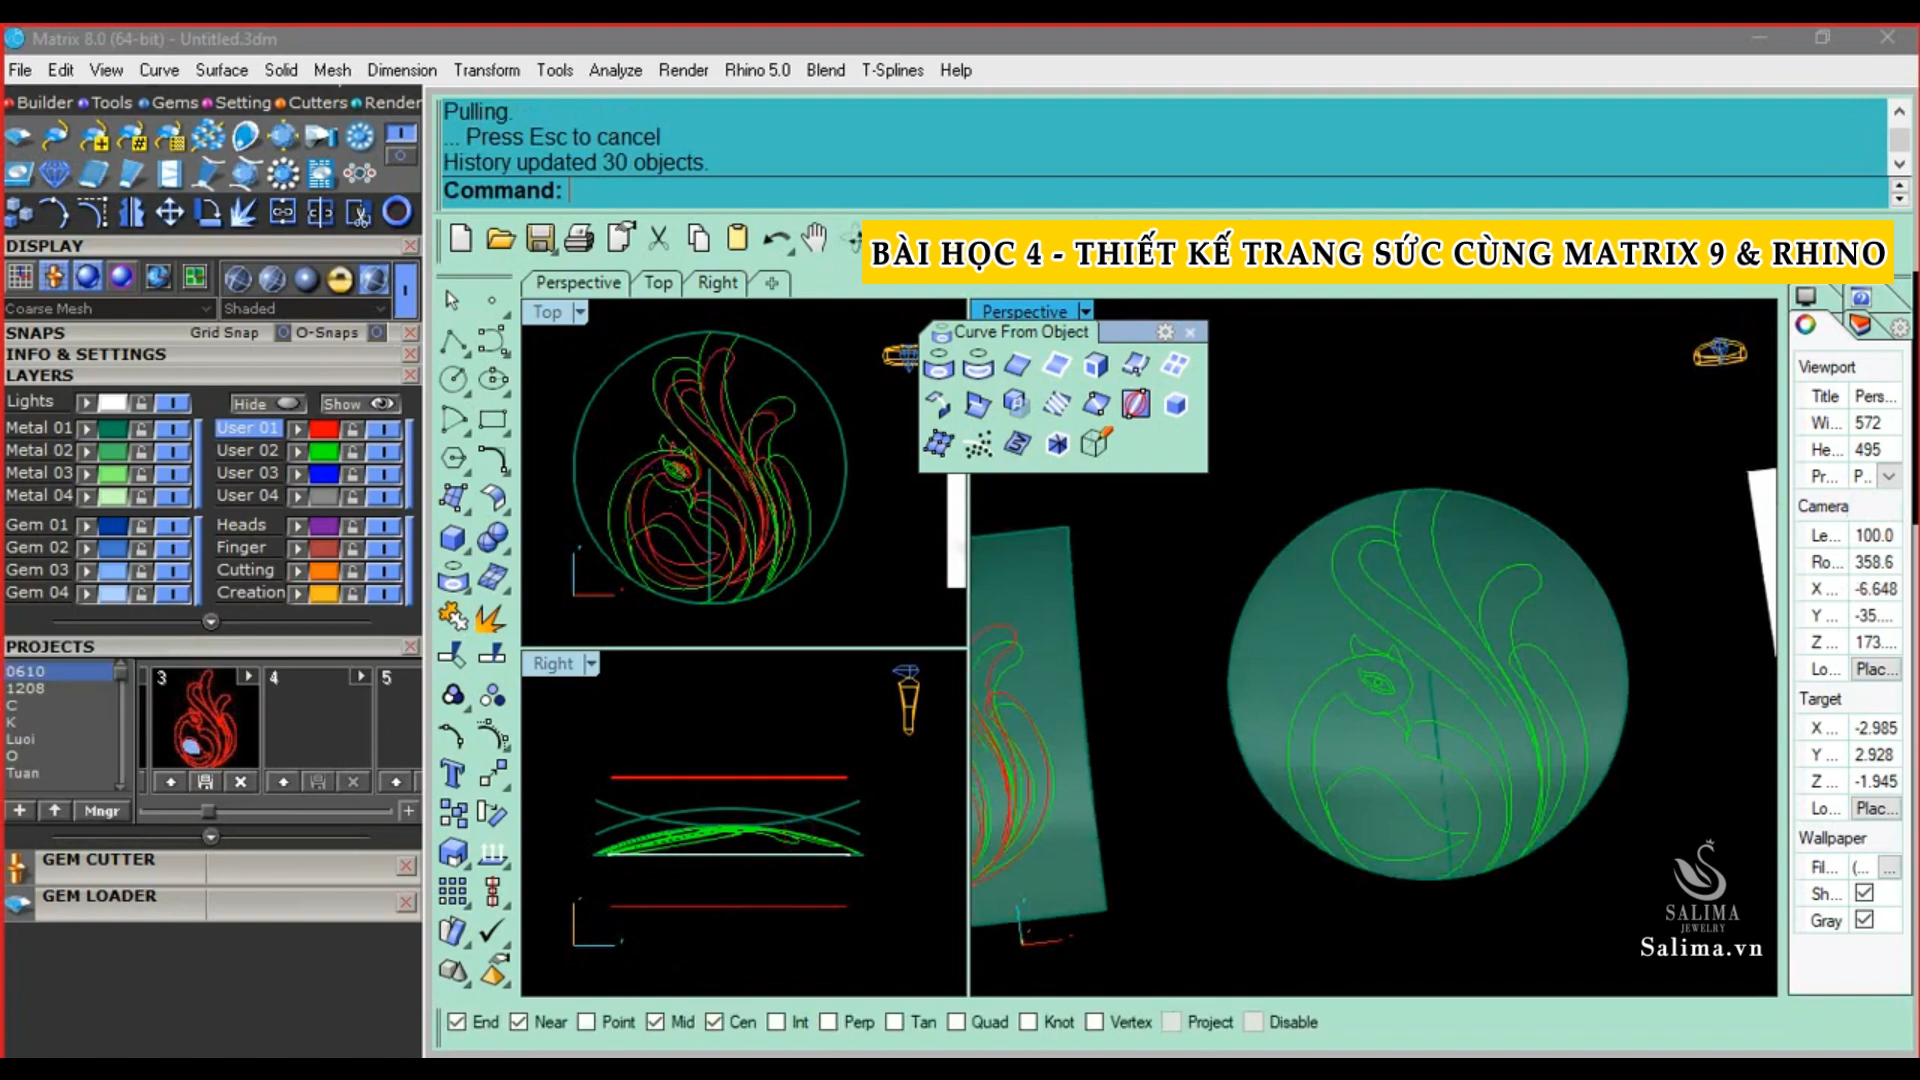 Matrix 8.0 (64-bit) - Untitled.3dm
File Edit View Curve Surface Solid Mesh Dimension Transform Tools Analyze Render Rhino 5.0 Blend T-Splines Help
Builder Tools Gems Setting Cutters Render
Pulling.
... Press Esc to cancel
History updated 30 objects.
Command:
BÀI HỌC 4 - THIẾT KẾ TRANG SỨC CÙNG MATRIX 9 & RHINO
DISPLAY
Coarse Mesh Shaded
SNAPS Grid Snap O-Snaps
INFO & SETTINGS
LAYERS
Lights Hide Show
Metal 01 User 01
Metal 02 User 02
Metal 03 User 03
Metal 04 User 04
Gem 01 Heads
Gem 02 Finger
Gem 03 Cutting
Gem 04 Creation
PROJECTS
0610
1208
C
K
Luoi
O
Tuan
3 4 5
Mngr
GEM CUTTER
GEM LOADER
Perspective Top Right
Top
Perspective
Curve From Object
Right
Viewport
Title Pers...
Wi... 572
He... 495
Pr... P..
Camera
Le... 100.0
Ro... 358.6
X ... -6.648
Y ... -35....
Z ... 173....
Lo... Plac...
Target
X ... -2.985
Y ... 2.928
Z ... -1.945
Lo... Plac...
Wallpaper
Fil... (... ...
Sh...
Gray
SALIMA
JEWELRY
Salima.vn
End Near Point Mid Cen Int Perp Tan Quad Knot Vertex Project Disable